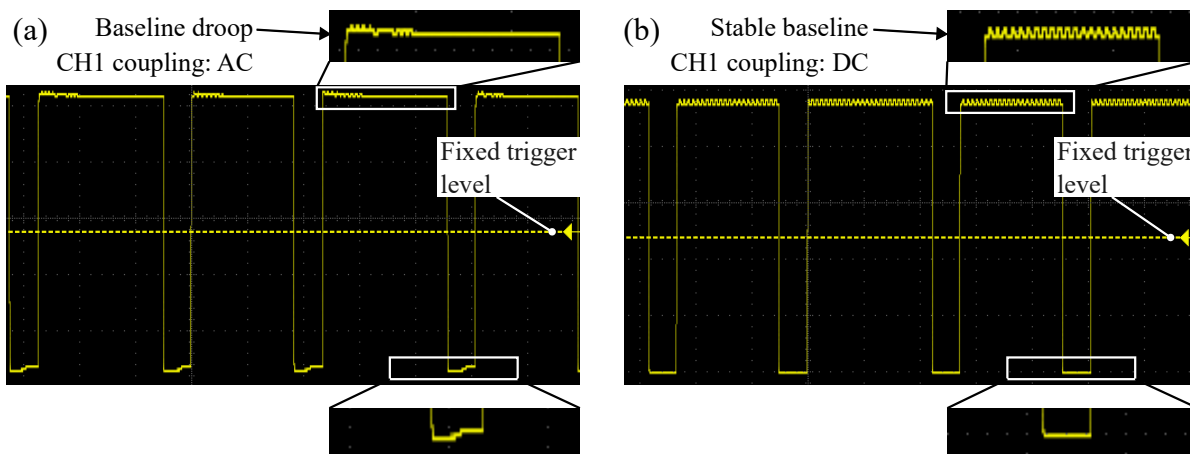 (a)
Baseline droop
CH1 coupling: AC
Fixed trigger
level
(b)
Stable baseline
CH1 coupling: DC
Fixed trigger
level